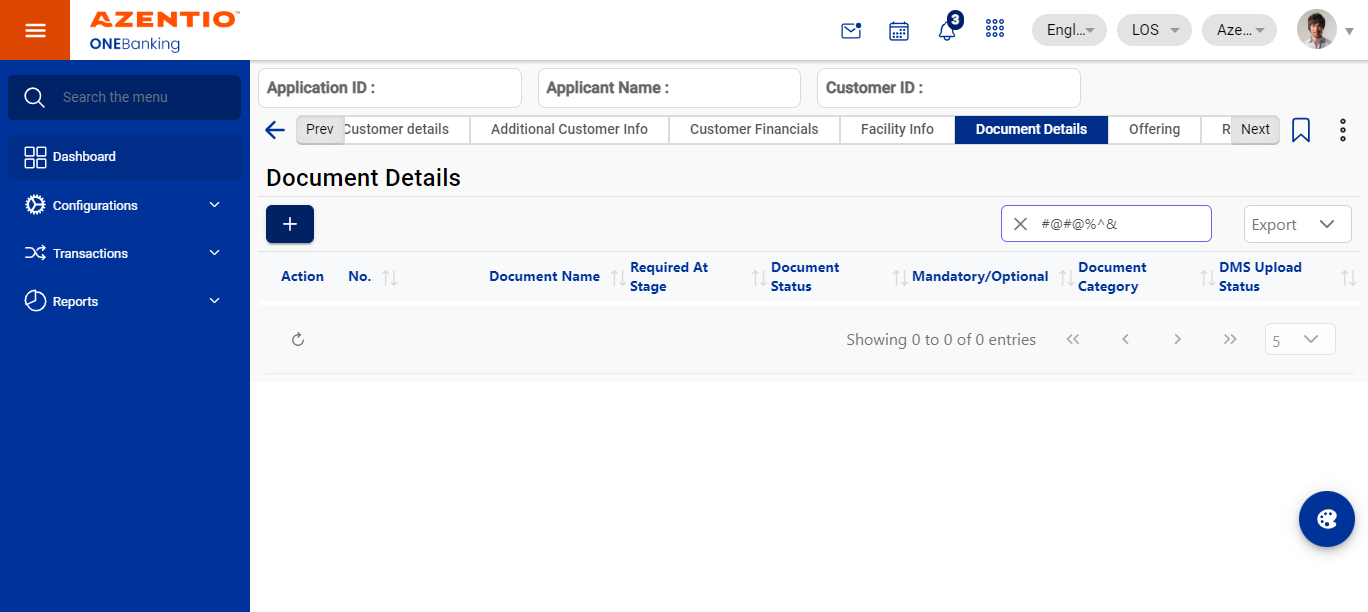 AZENTIO™
ONEBanking
3
Engl...
LOS
Aze...
Search the menu
Dashboard
Configurations
Transactions
Reports
Application ID :
Applicant Name :
Customer ID :
Prev
Customer details
Additional Customer Info
Customer Financials
Facility Info
Document Details
Offering
R
Next
Document Details
+
#@#@%^&
Export
Action
No.
Document Name
Required At
Stage
Document
Status
Mandatory/Optional
Document
Category
DMS Upload
Status
Showing 0 to 0 of 0 entries
5